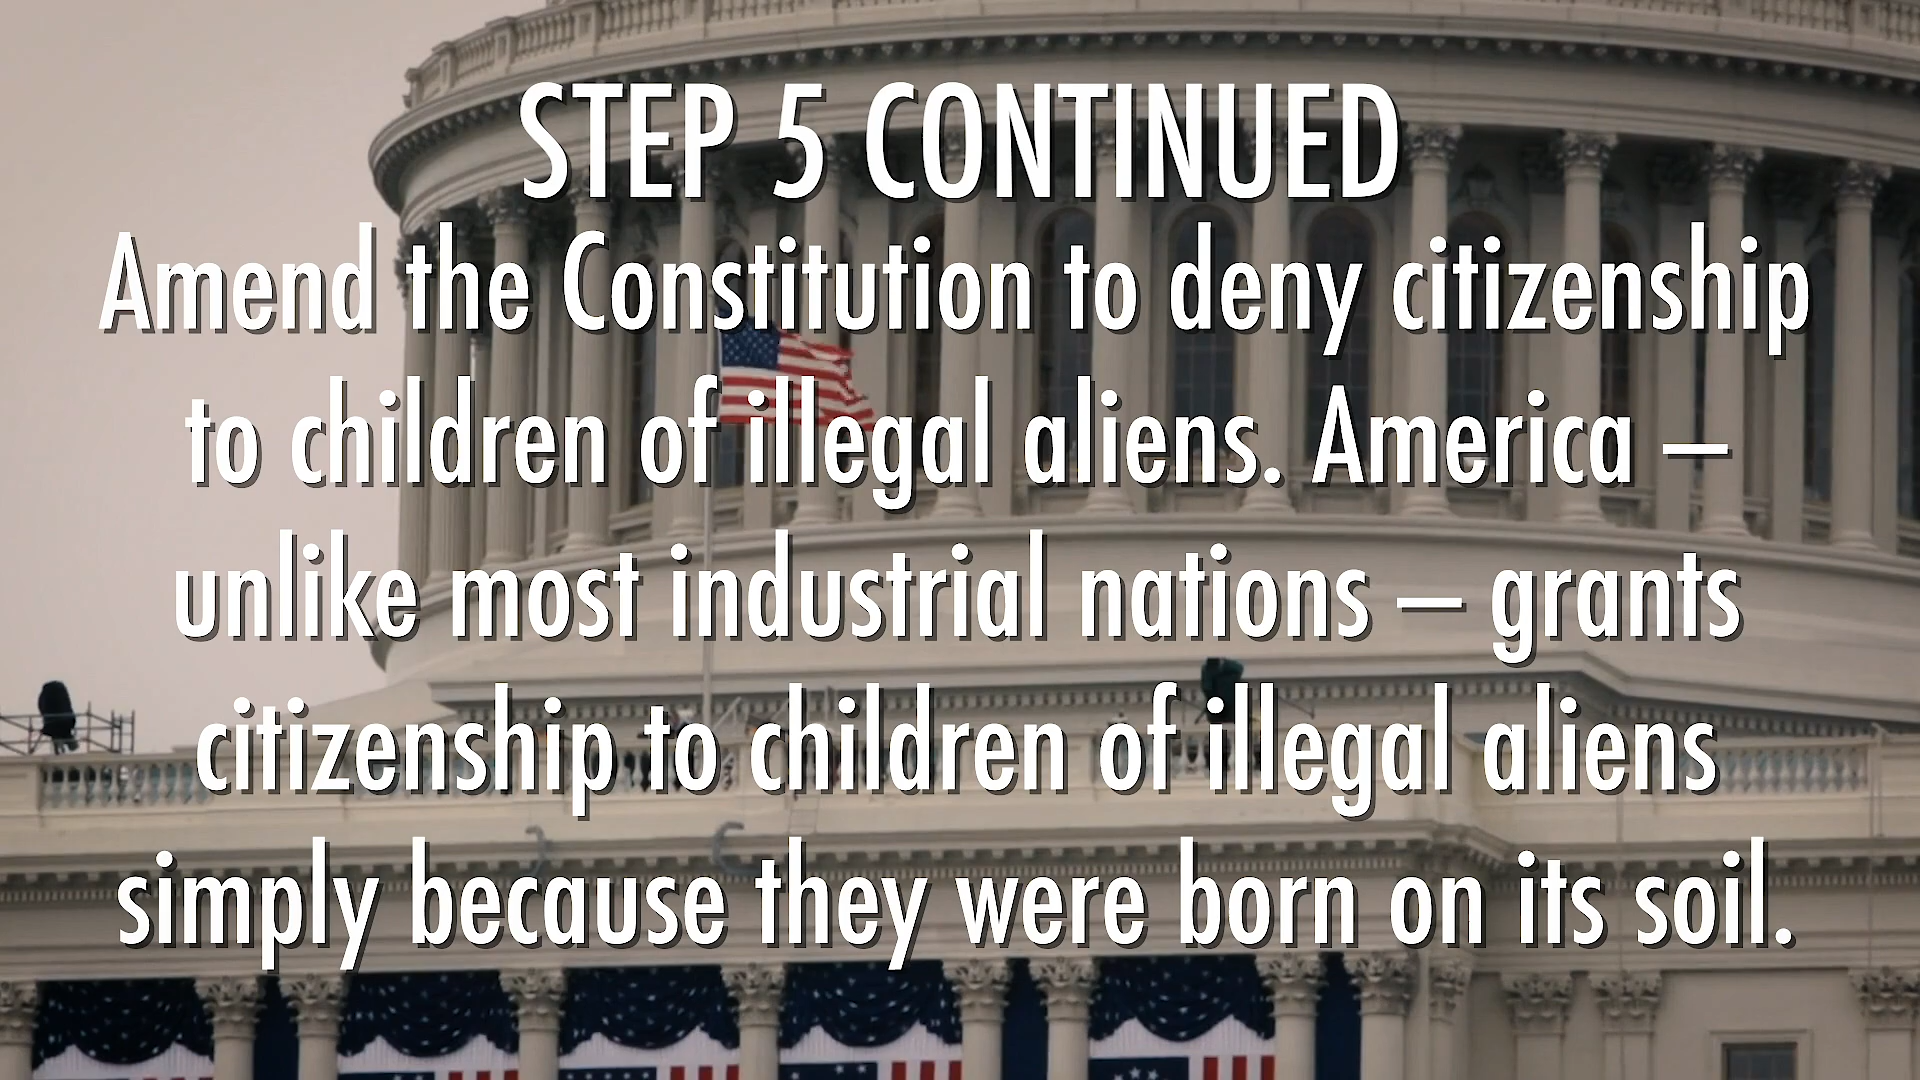 STEP 5 CONTINUED
Amend the Constitution to deny citizenship
to children of illegal aliens. America –
unlike most industrial nations – grants
citizenship to children of illegal aliens
simply because they were born on its soil.